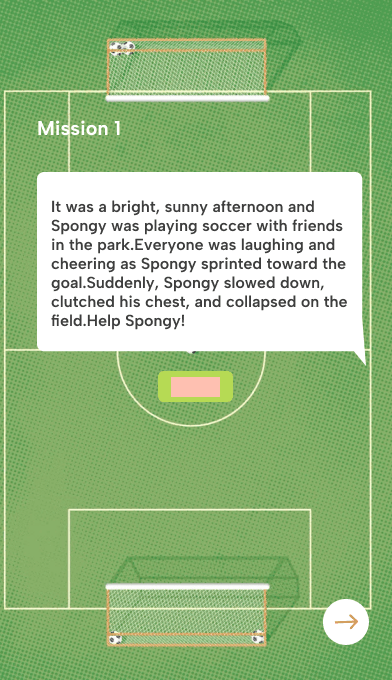 Mission 1
It was a bright, sunny afternoon and
Spongy was playing soccer with friends
in the park.Everyone was laughing and
cheering as Spongy sprinted toward the
goal.Suddenly, Spongy slowed down,
clutched his chest, and collapsed on the
field.Help Spongy!